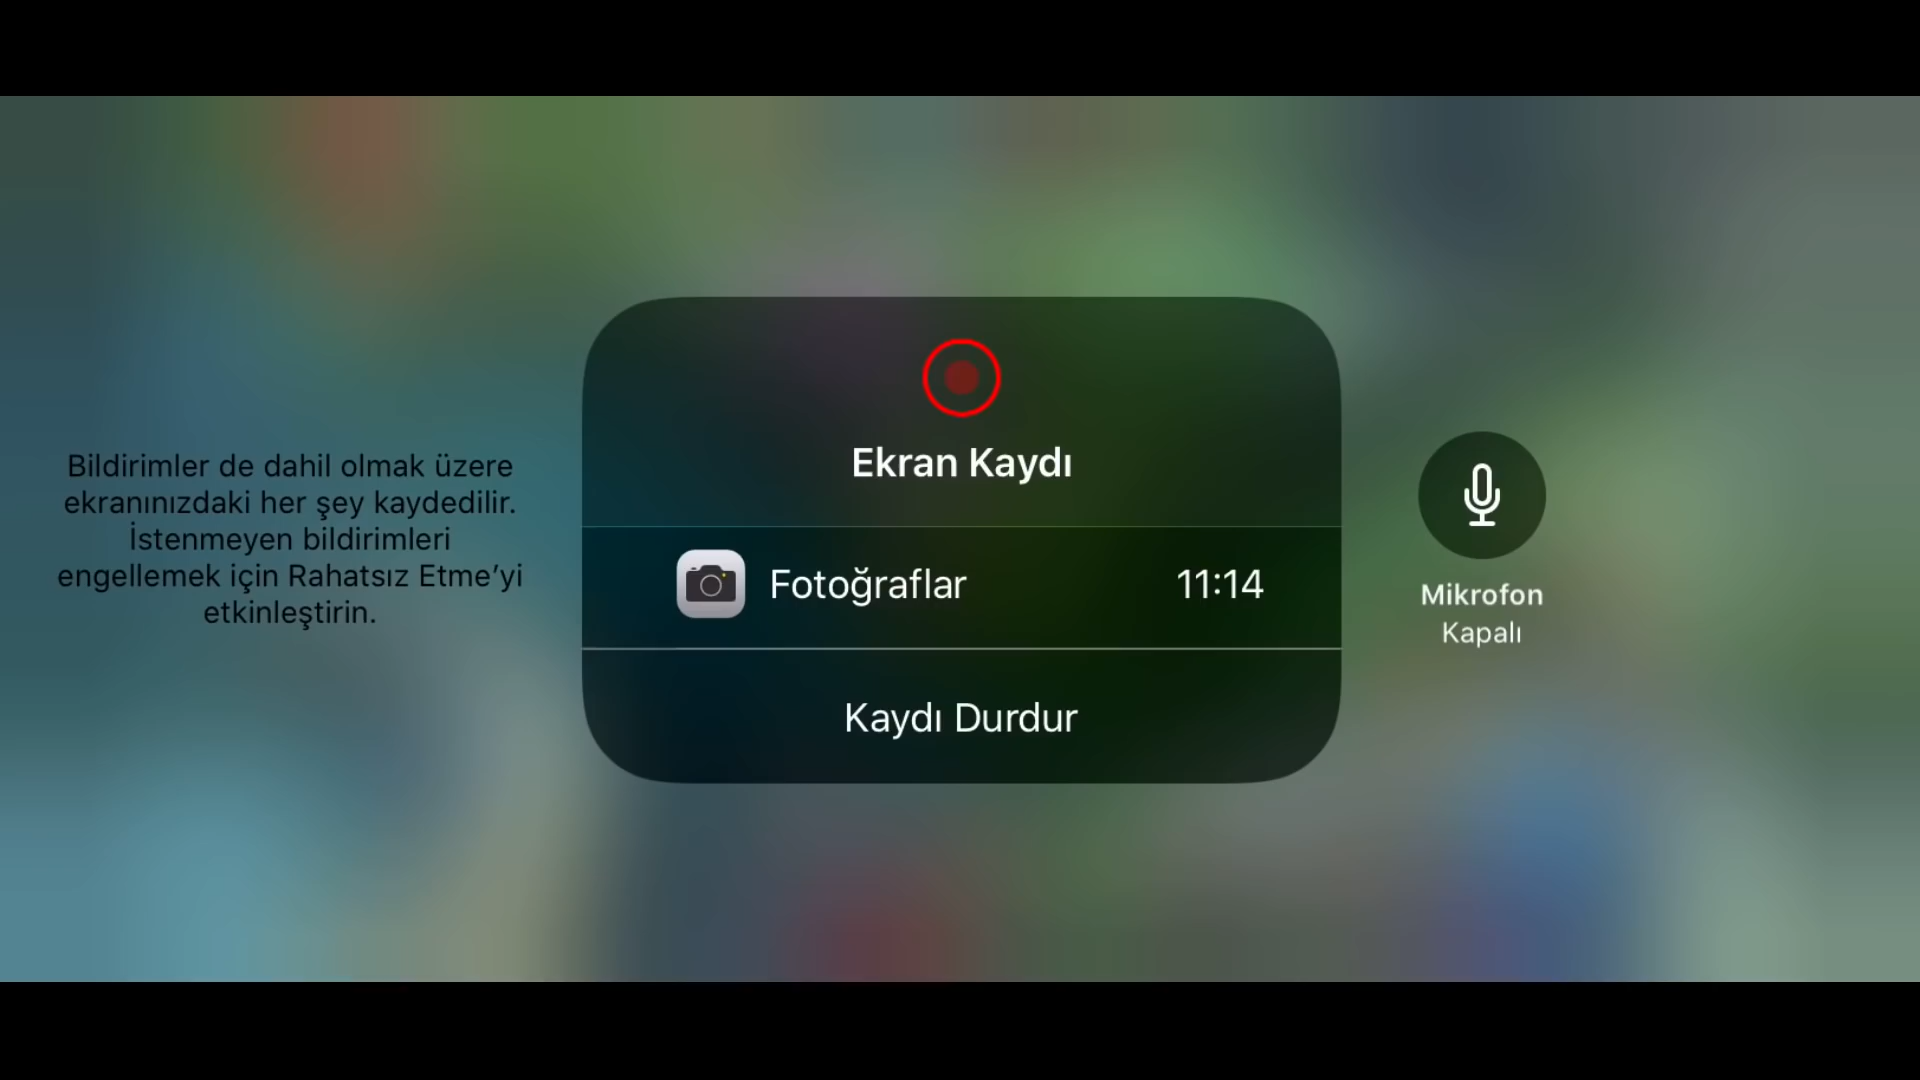 Bildirimler de dahil olmak üzere
ekranınızdaki her şey kaydedilir.
İstenmeyen bildirimleri
engellemek için Rahatsız Etme’yi
etkinleştirin.
Ekran Kaydı
Fotoğraflar 11:14
Kaydı Durdur
Mikrofon
Kapalı